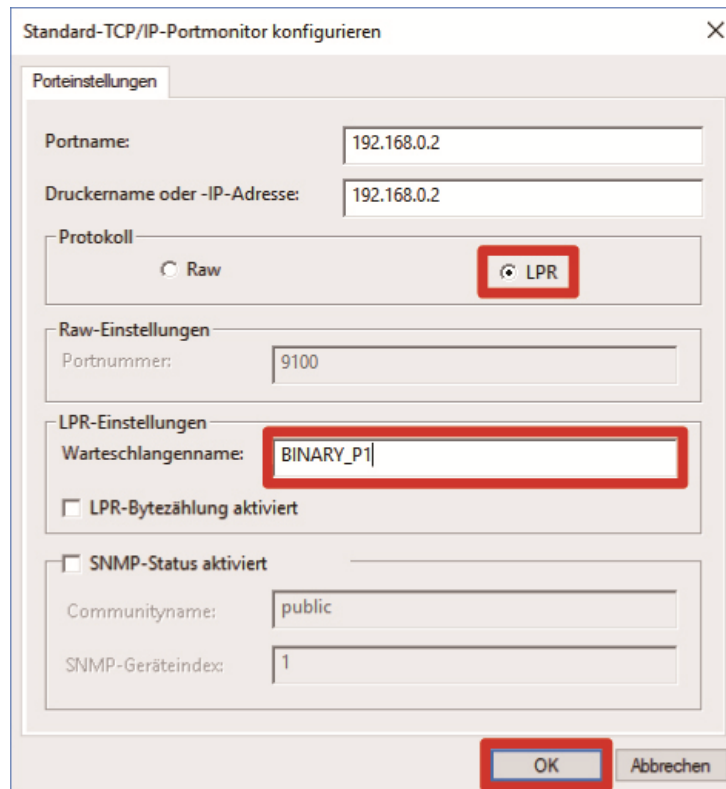 Standard-TCP/IP-Portmonitor konfigurieren
Porteinstellungen
Portname: 192.168.0.2
Druckername oder -IP-Adresse: 192.168.0.2
Protokoll
Raw LPR
Raw-Einstellungen
Portnummer: 9100
LPR-Einstellungen
Warteschlangenname: BINARY_P1
LPR-Bytezählung aktiviert
SNMP-Status aktiviert
Communityname: public
SNMP-Geräteindex: 1
OK Abbrechen